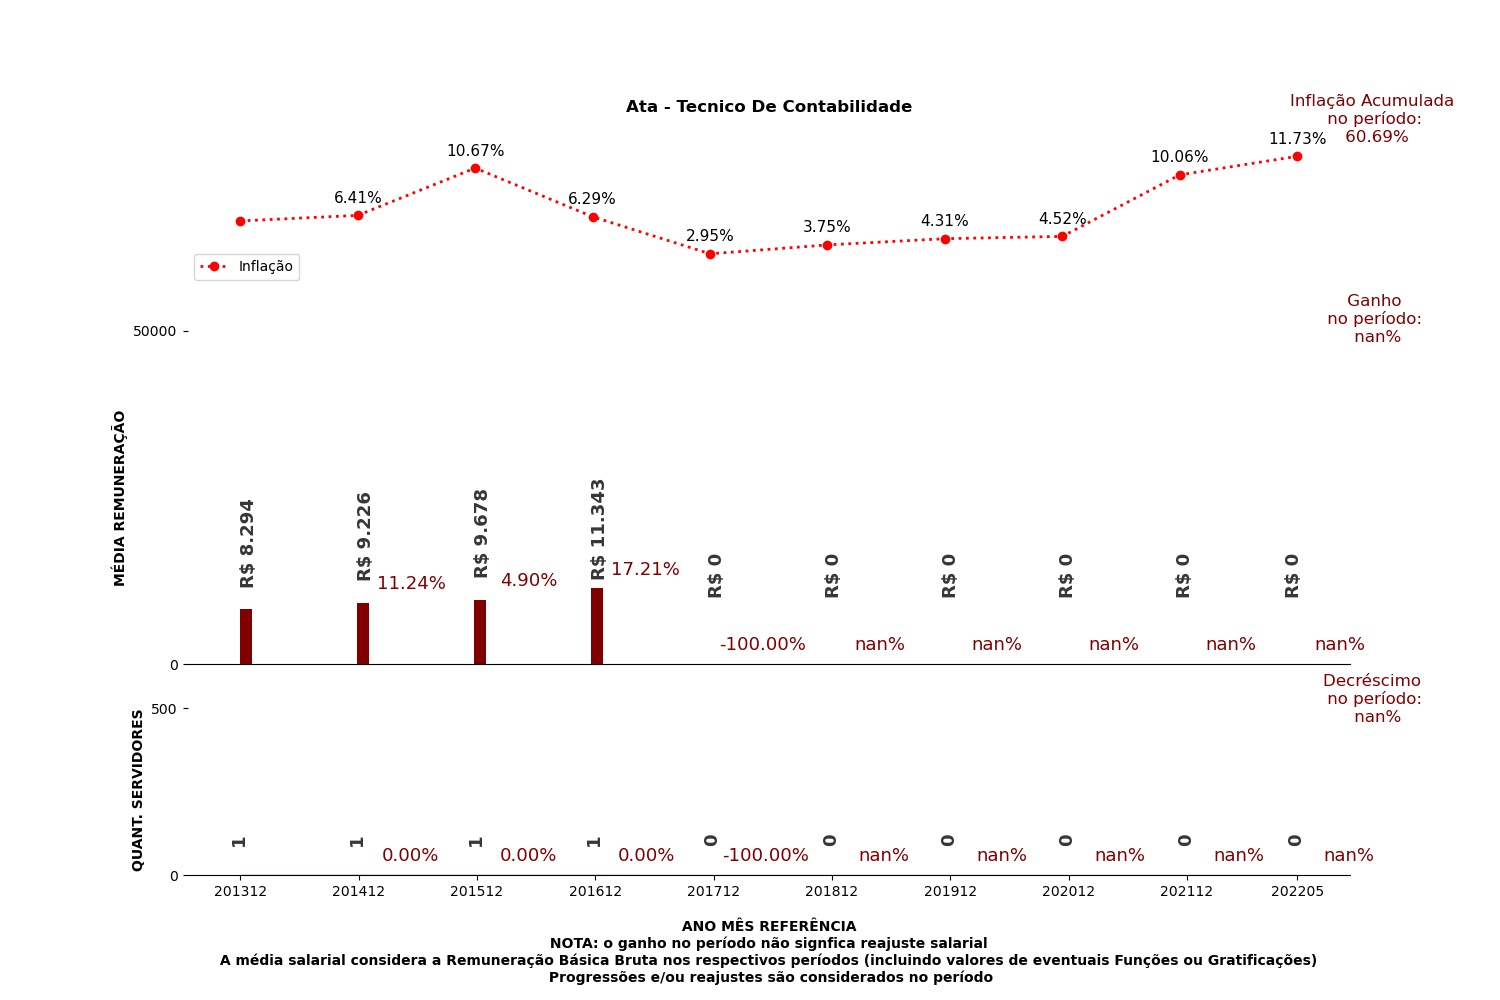 Ata - Tecnico De Contabilidade
Inflação Acumulada
no período:
60.69%
6.41%
10.67%
6.29%
2.95%
3.75%
4.31%
4.52%
10.06%
11.73%
Inflação
Ganho
no período:
nan%
50000
0
MÉDIA REMUNERAÇÃO
R$ 8.294
R$ 9.226
R$ 9.678
R$ 11.343
R$ 0
R$ 0
R$ 0
R$ 0
R$ 0
R$ 0
11.24%
4.90%
17.21%
-100.00%
nan%
nan%
nan%
nan%
nan%
Decréscimo
no período:
nan%
500
0
QUANT. SERVIDORES
1
1
1
1
0
0
0
0
0
0
0.00%
0.00%
0.00%
-100.00%
nan%
nan%
nan%
nan%
nan%
201312
201412
201512
201612
201712
201812
201912
202012
202112
202205
ANO MÊS REFERÊNCIA
NOTA: o ganho no período não signfica reajuste salarial
A média salarial considera a Remuneração Básica Bruta nos respectivos períodos (incluindo valores de eventuais Funções ou Gratificações)
Progressões e/ou reajustes são considerados no período